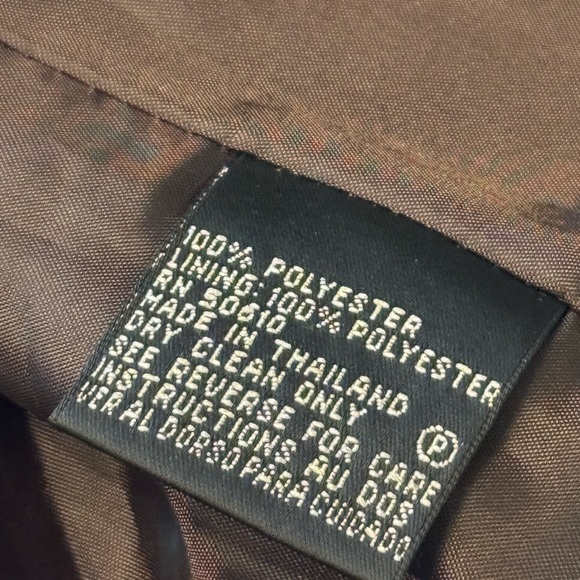 100% POLYESTER
LINING: 100% POLYESTER
RN 50610
MADE IN THAILAND
DRY CLEAN ONLY
SEE REVERSE FOR CARE Ⓟ
INSTRUCTIONS AU DOS
VER AL DORSO PARA CUIDADO